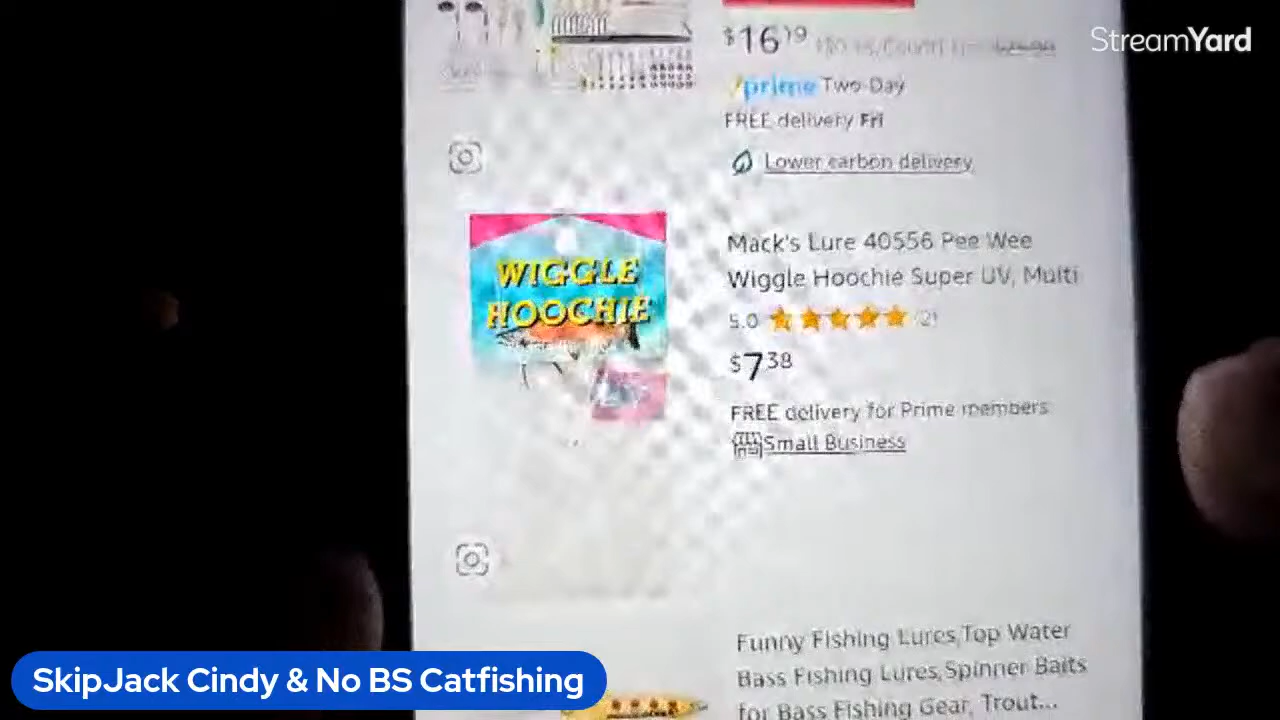 StreamYard
$16.19
prime Two-Day
FREE delivery Fri
Lower carbon delivery
WIGGLE
HOOCHIE
Mack's Lure 40556 Pee Wee
Wiggle Hoochie Super UV, Multi
5.0 (2)
$7.38
FREE delivery for Prime members
Small Business
Funny Fishing Lures,Top Water
Bass Fishing Lures,Spinner Baits
for Bass Fishing Gear, Trout...
SkipJack Cindy & No BS Catfishing